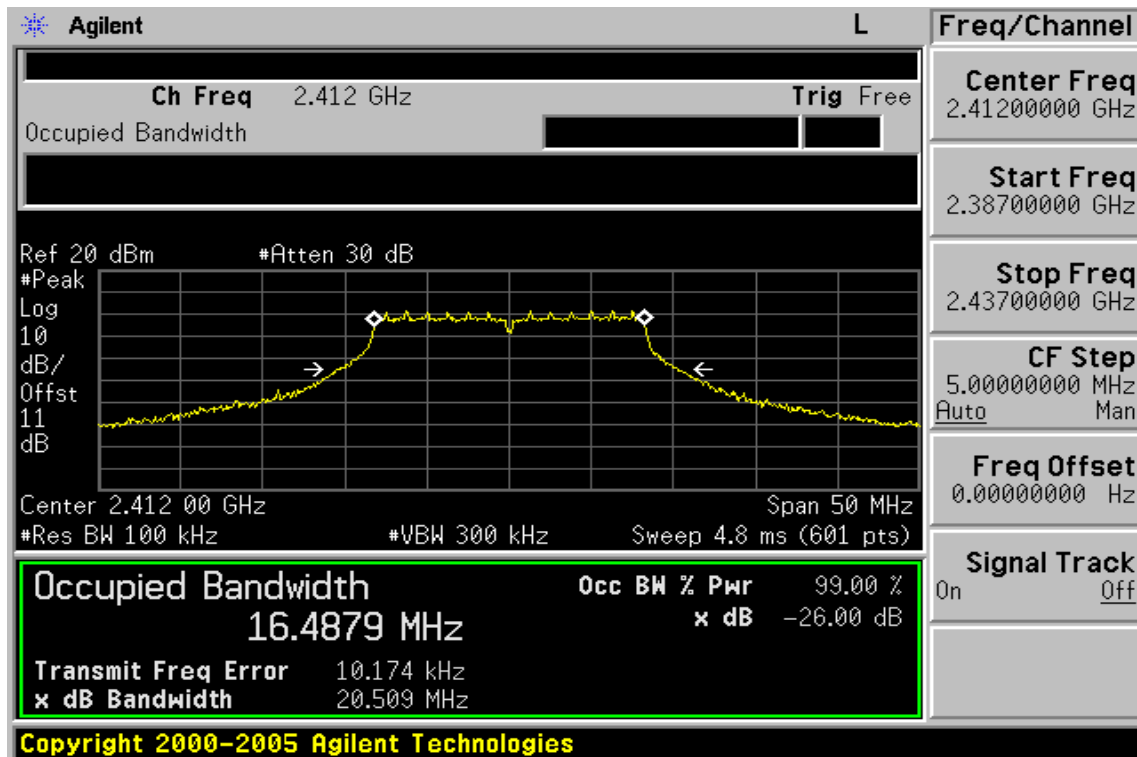 Agilent L
Ch Freq 2.412 GHz Trig Free
Occupied Bandwidth
Ref 20 dBm #Atten 30 dB
#Peak
Log
10
dB/
Offst
11
dB
Center 2.412 00 GHz Span 50 MHz
#Res BW 100 kHz #VBW 300 kHz Sweep 4.8 ms (601 pts)
Occupied Bandwidth Occ BW % Pwr 99.00 %
16.4879 MHz x dB -26.00 dB
Transmit Freq Error 10.174 kHz
x dB Bandwidth 20.509 MHz
Copyright 2000-2005 Agilent Technologies
Freq/Channel
Center Freq
2.41200000 GHz
Start Freq
2.38700000 GHz
Stop Freq
2.43700000 GHz
CF Step
5.00000000 MHz
Auto Man
Freq Offset
0.00000000 Hz
Signal Track
On Off